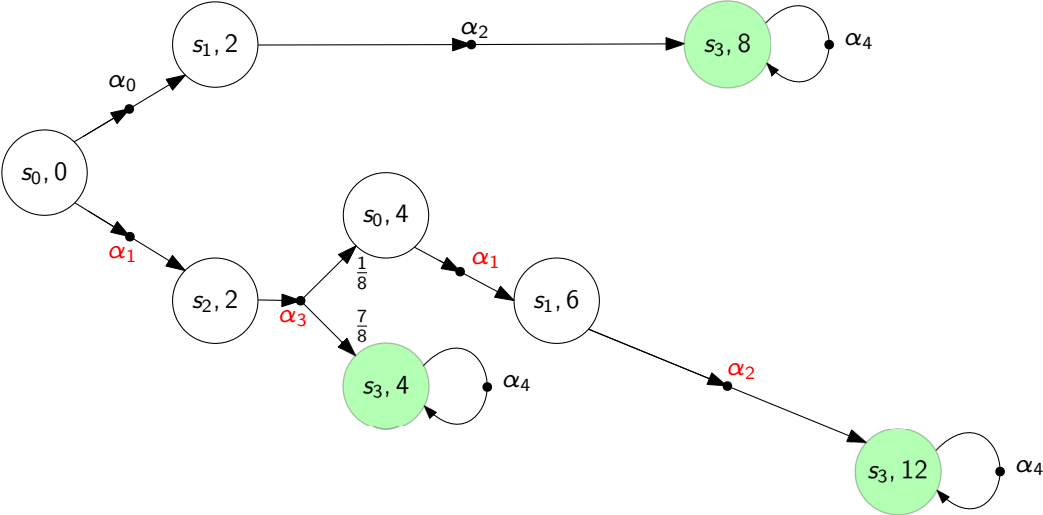 s₁, 2
α₂
s₃, 8
α₄
α₀
s₀, 0
α₁
s₀, 4
1/8
α₁
s₂, 2
α₃
s₁, 6
7/8
s₃, 4
α₄
α₂
s₃, 12
α₄